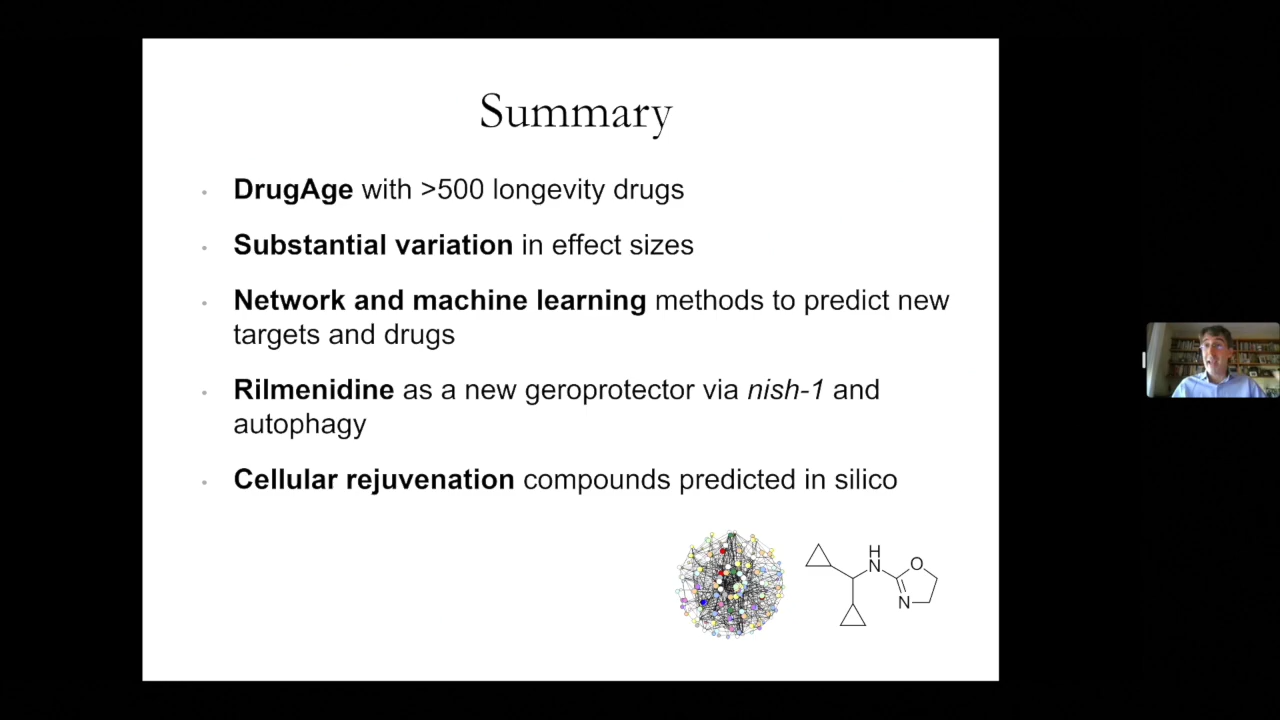 Summary
DrugAge with >500 longevity drugs
Substantial variation in effect sizes
Network and machine learning methods to predict new
targets and drugs
Rilmenidine as a new geroprotector via nish-1 and
autophagy
Cellular rejuvenation compounds predicted in silico
H
N
O
N